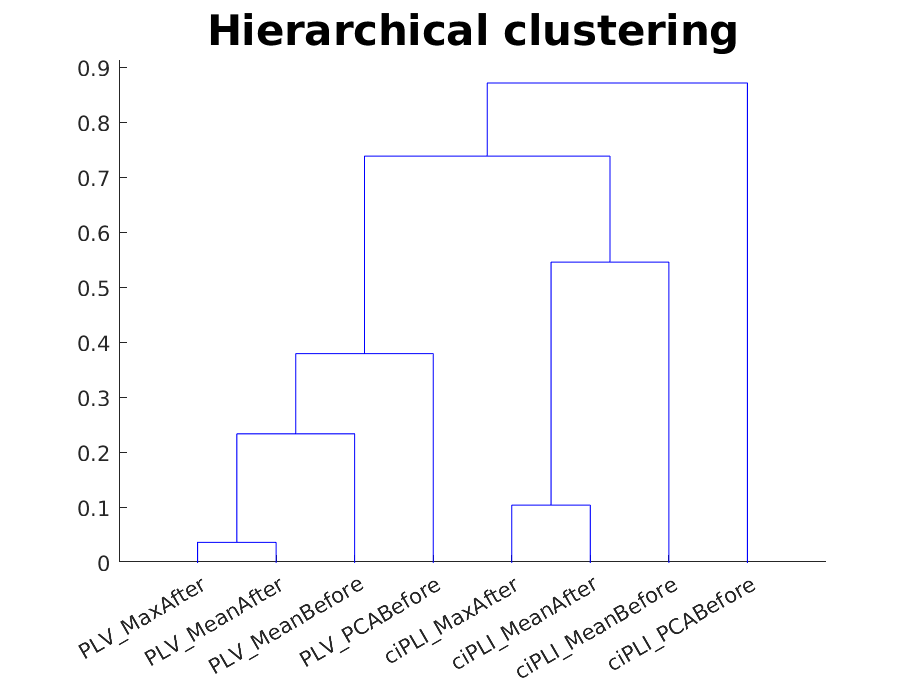 Hierarchical clustering
0.9
0.8
0.7
0.6
0.5
0.4
0.3
0.2
0.1
0
PLV_MaxAfter
PLV_MeanAfter
PLV_MeanBefore
PLV_PCABefore
ciPLI_MaxAfter
ciPLI_MeanAfter
ciPLI_MeanBefore
ciPLI_PCABefore